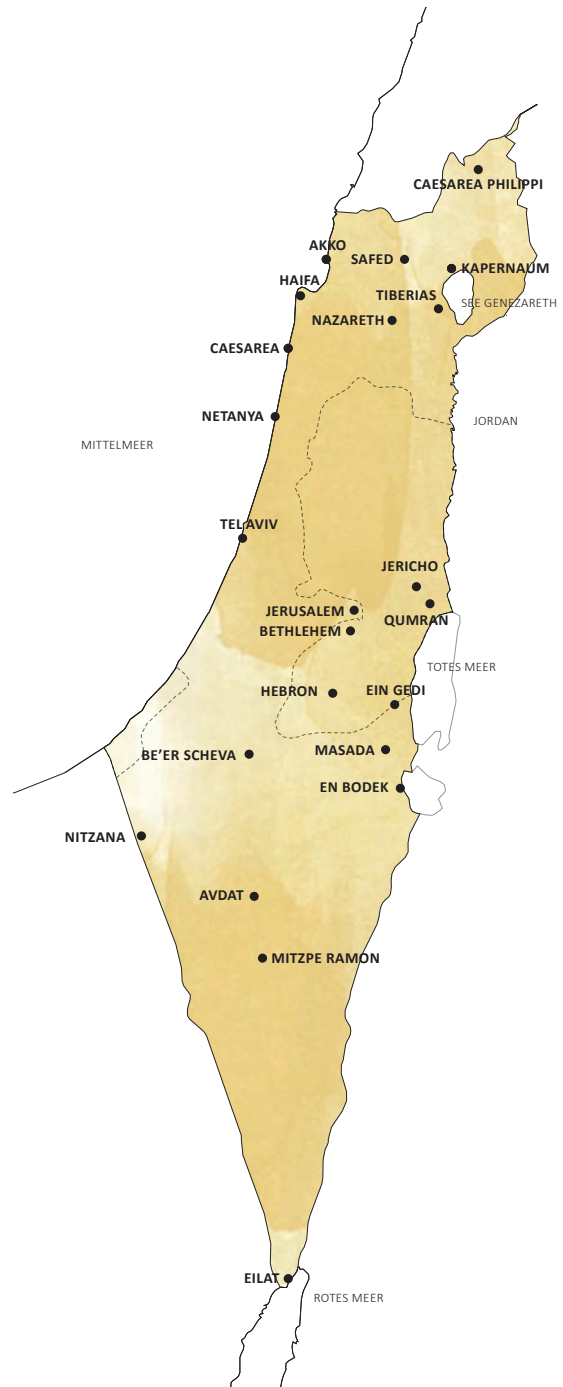 CAESAREA PHILIPPI
AKKO
SAFED
KAPERNAUM
HAIFA
TIBERIAS
SEE GENEZARETH
NAZARETH
CAESAREA
NETANYA
JORDAN
MITTELMEER
TEL AVIV
JERICHO
JERUSALEM
QUMRAN
BETHLEHEM
TOTES MEER
HEBRON
EIN GEDI
BE’ER SCHEVA
MASADA
EN BODEK
NITZANA
AVDAT
MITZPE RAMON
EILAT
ROTES MEER